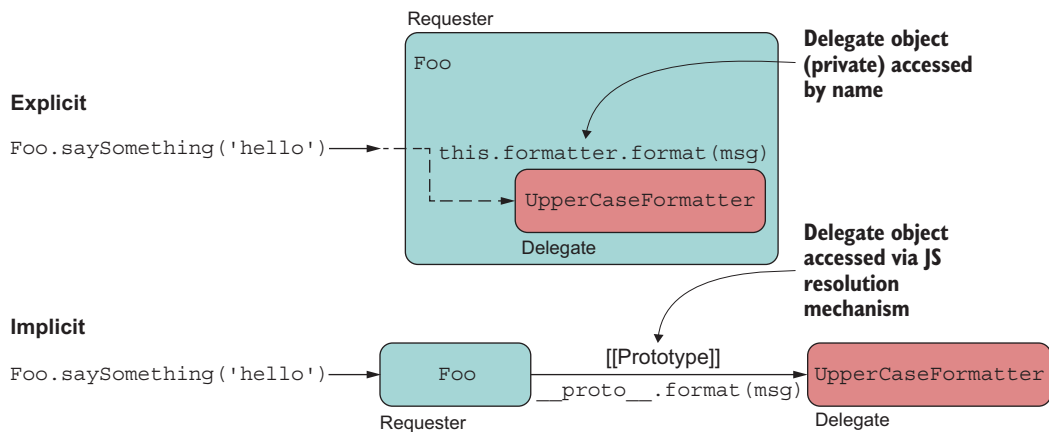 Requester
Delegate object
(private) accessed
by name
Foo
Explicit
Foo.saySomething('hello')
this.formatter.format(msg)
UpperCaseFormatter
Delegate
Delegate object
accessed via JS
resolution
mechanism
Implicit
[[Prototype]]
Foo.saySomething('hello')
Foo
UpperCaseFormatter
__proto__.format(msg)
Requester
Delegate